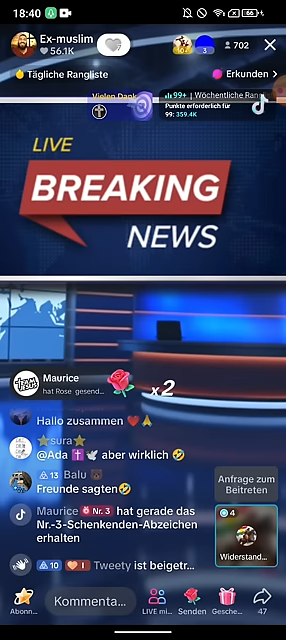 18:40
Ex-muslim
56.1K
702
Tägliche Rangliste
Erkunden >
Vielen Dank
99+ | Wöchentliche Ran
Punkte erforderlich für
99: 359.4K
LIVE
BREAKING
NEWS
Maurice
hat Rose gesend...
x2
Hallo zusammen
sura
@Ada aber wirklich
13 Balu
Freunde sagten
Maurice Nr. 3 hat gerade das
Nr.-3-Schenkenden-Abzeichen
erhalten
10 I Tweety ist beigetr...
Anfrage zum
Beitreten
4
Widerstand...
Kommenta...
Abonn...
LIVE mi...
Senden
Gesche...
47